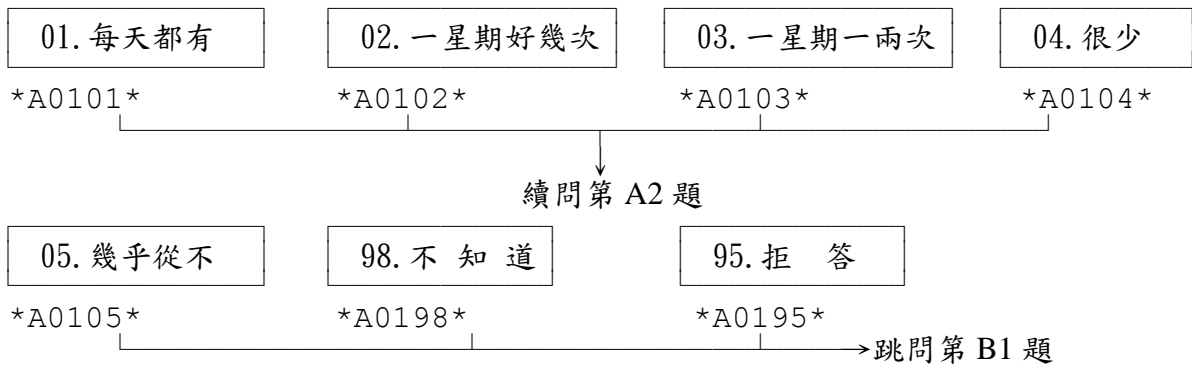 01.每天都有 02.一星期好幾次 03.一星期一兩次 04.很少
*A0101* *A0102* *A0103* *A0104*
續問第 A2 題
05.幾乎從不 98.不 知 道 95.拒 答
*A0105* *A0198* *A0195*
跳問第 B1 題